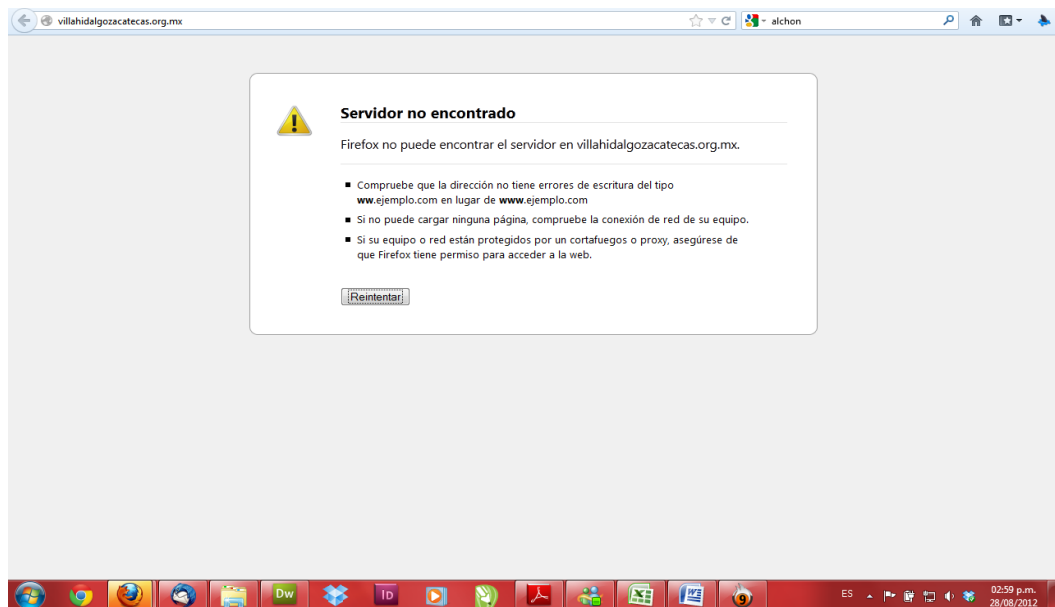 villahidalgozacatecas.org.mx
alchon
Servidor no encontrado
Firefox no puede encontrar el servidor en villahidalgozacatecas.org.mx.
Compruebe que la dirección no tiene errores de escritura del tipo
ww.ejemplo.com en lugar de www.ejemplo.com
Si no puede cargar ninguna página, compruebe la conexión de red de su equipo.
Si su equipo o red están protegidos por un cortafuegos o proxy, asegúrese de
que Firefox tiene permiso para acceder a la web.
Reintentar
Dw
ID
9
ES
02:59 p.m.
28/08/2012